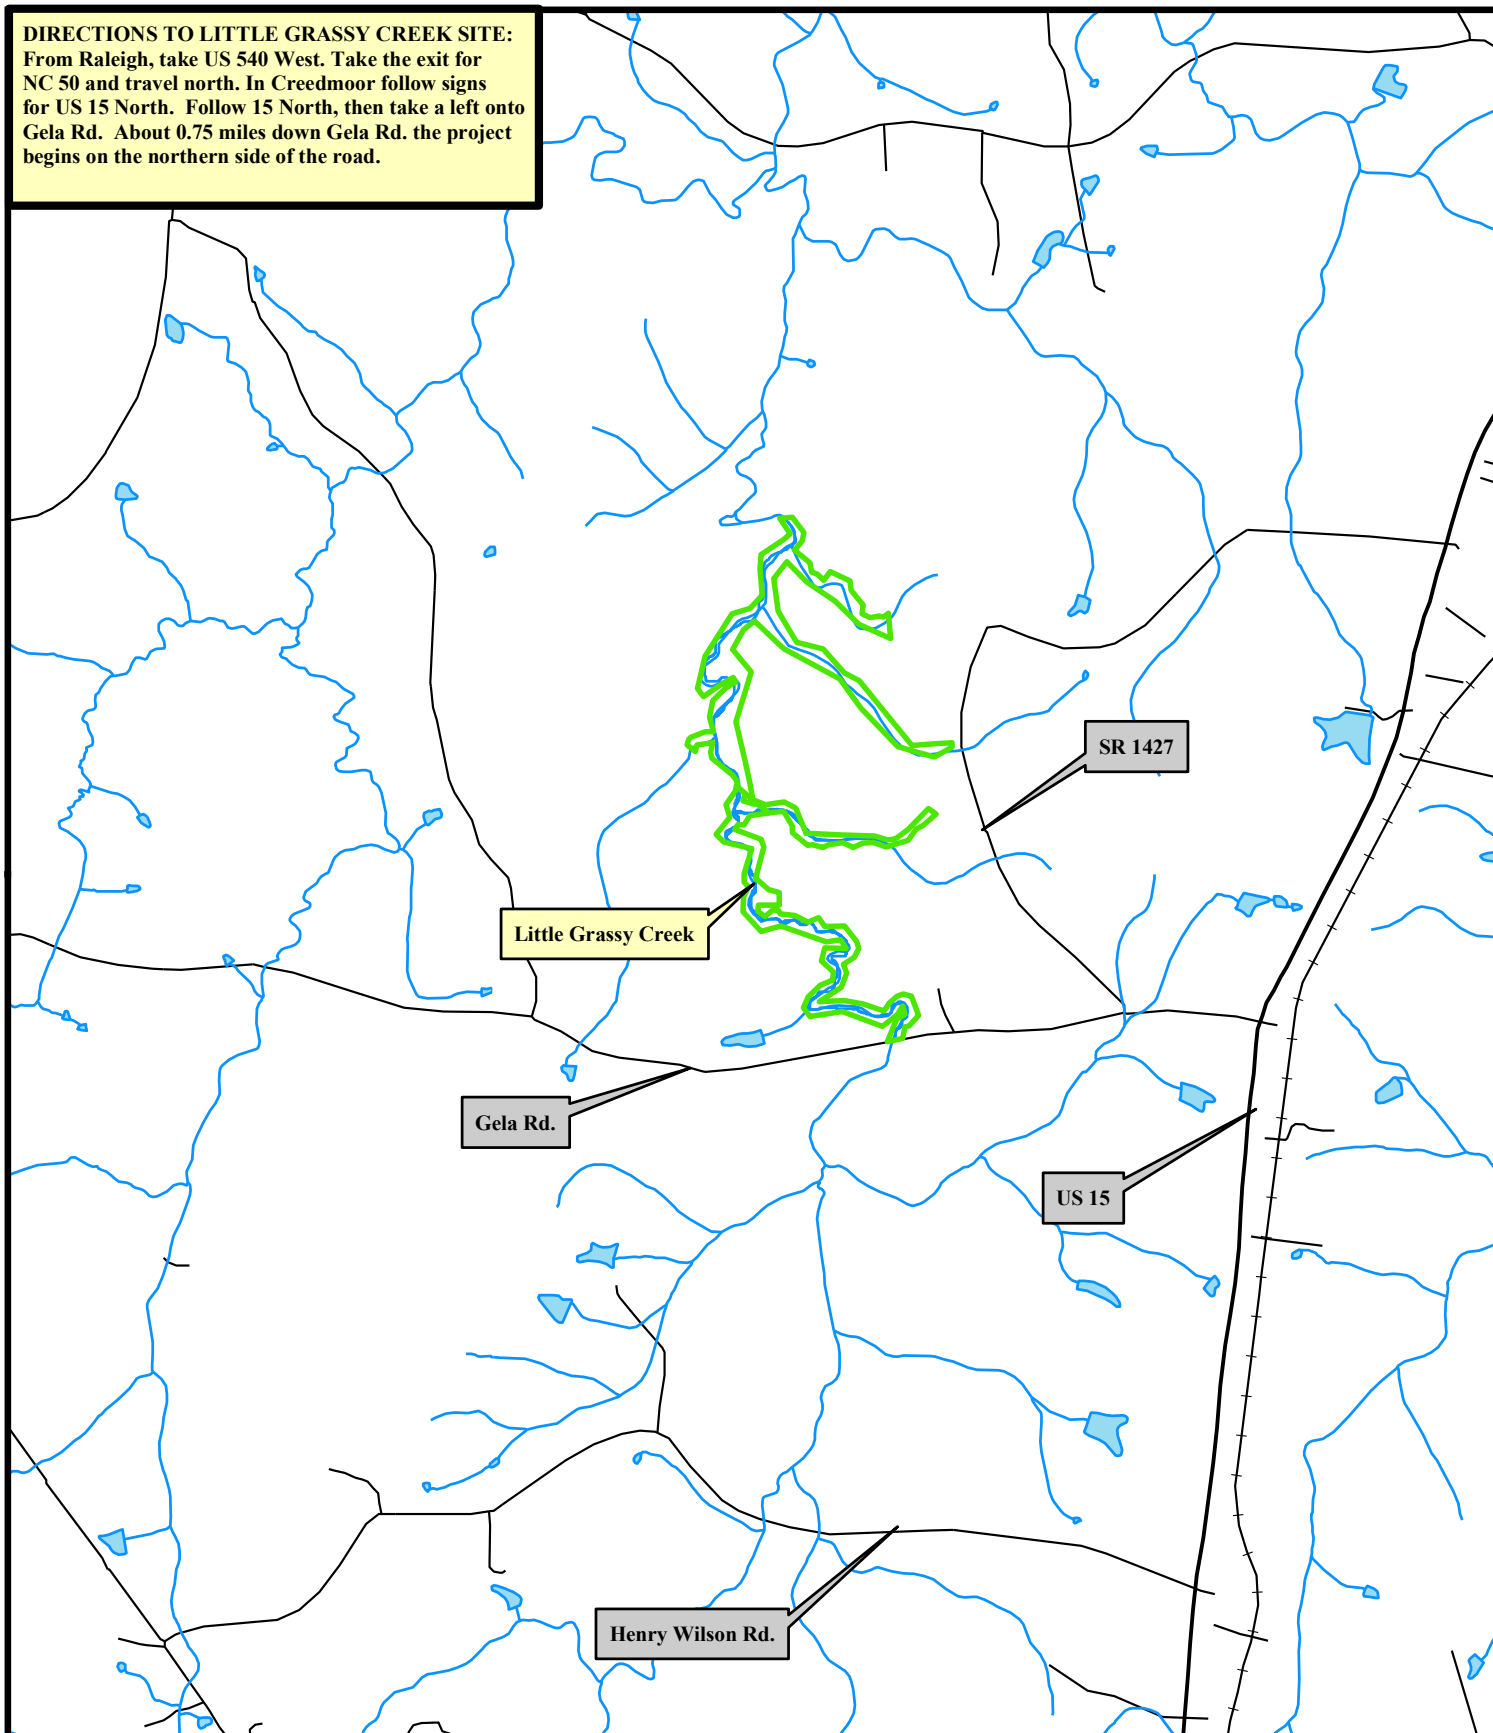 DIRECTIONS TO LITTLE GRASSY CREEK SITE:
From Raleigh, take US 540 West. Take the exit for
NC 50 and travel north. In Creedmoor follow signs
for US 15 North. Follow 15 North, then take a left onto
Gela Rd. About 0.75 miles down Gela Rd. the project
begins on the northern side of the road.
SR 1427
Little Grassy Creek
Gela Rd.
US 15
Henry Wilson Rd.